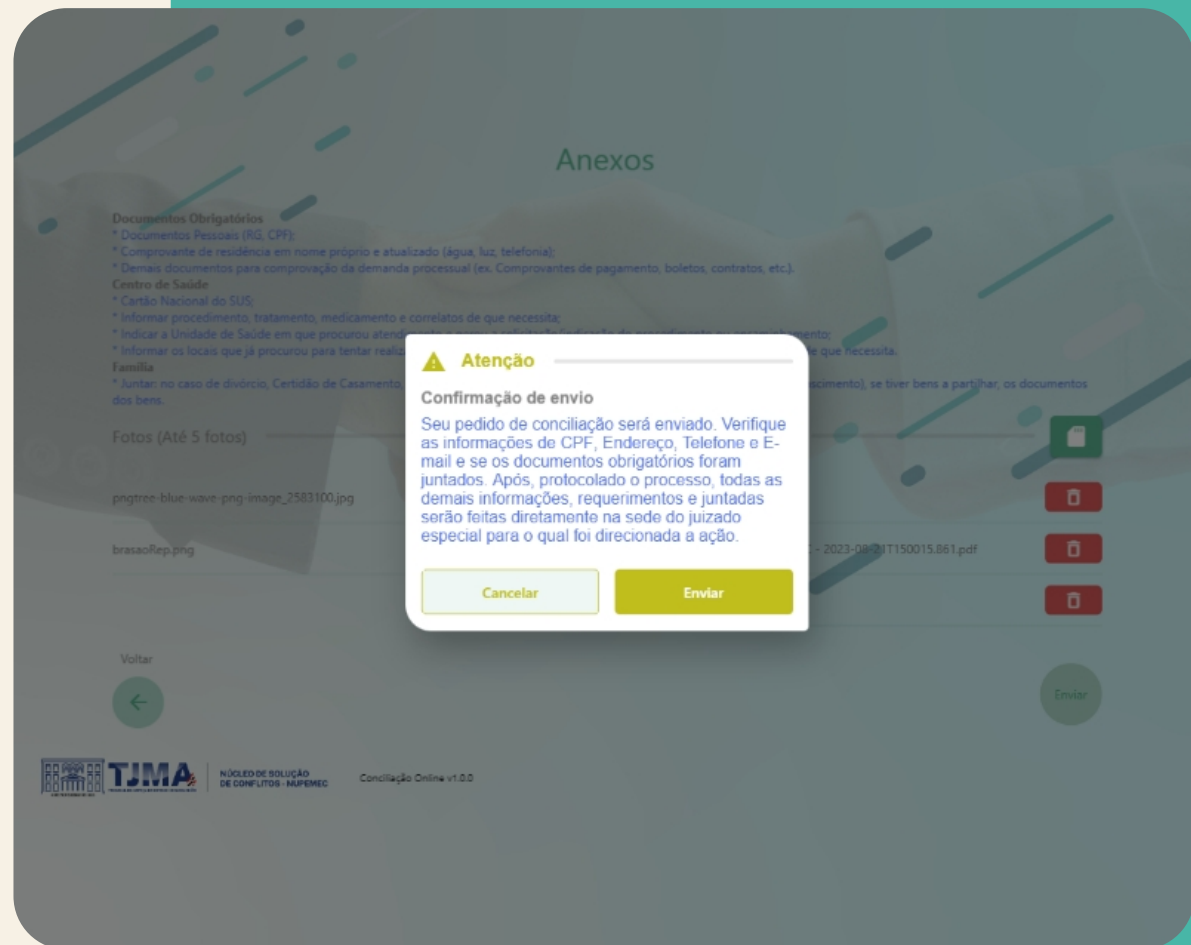 Anexos
Documentos Obrigatórios
* Documentos Pessoais (RG, CPF);
* Comprovante de residência em nome próprio e atualizado (água, luz, telefonia);
* Demais documentos para comprovação da demanda processual (ex. Comprovantes de pagamento, boletos, contratos, etc.).
Centro de Saúde
* Cartão Nacional do SUS;
* Informar procedimento, tratamento, medicamento e correlatos de que necessita;
* Indicar a Unidade de Saúde em que procurou
* Informar os locais que já procurou para tentar e que necessita.
Família
* Juntar: no caso de divórcio, Certidão de Casamento, se tiver bens a partilhar, os documentos
dos bens.
Atenção
Confirmação de envio
Seu pedido de conciliação será enviado. Verifique
as informações de CPF, Endereço, Telefone e E-
mail e se os documentos obrigatórios foram
juntados. Após, protocolado o processo, todas as
demais informações, requerimentos e juntadas
serão feitas diretamente na sede do juizado
especial para o qual foi direcionada a ação.
Cancelar Enviar
Fotos (Até 5 fotos)
pngtree-blue-wave-png-image_2583100.jpg
brasaoRep.png - 2023-08-21T150015.861.pdf
Voltar
Enviar
TJMA NÚCLEO DE SOLUÇÃO
DE CONFLITOS - NUPEMEC Conciliação Online v1.0.0